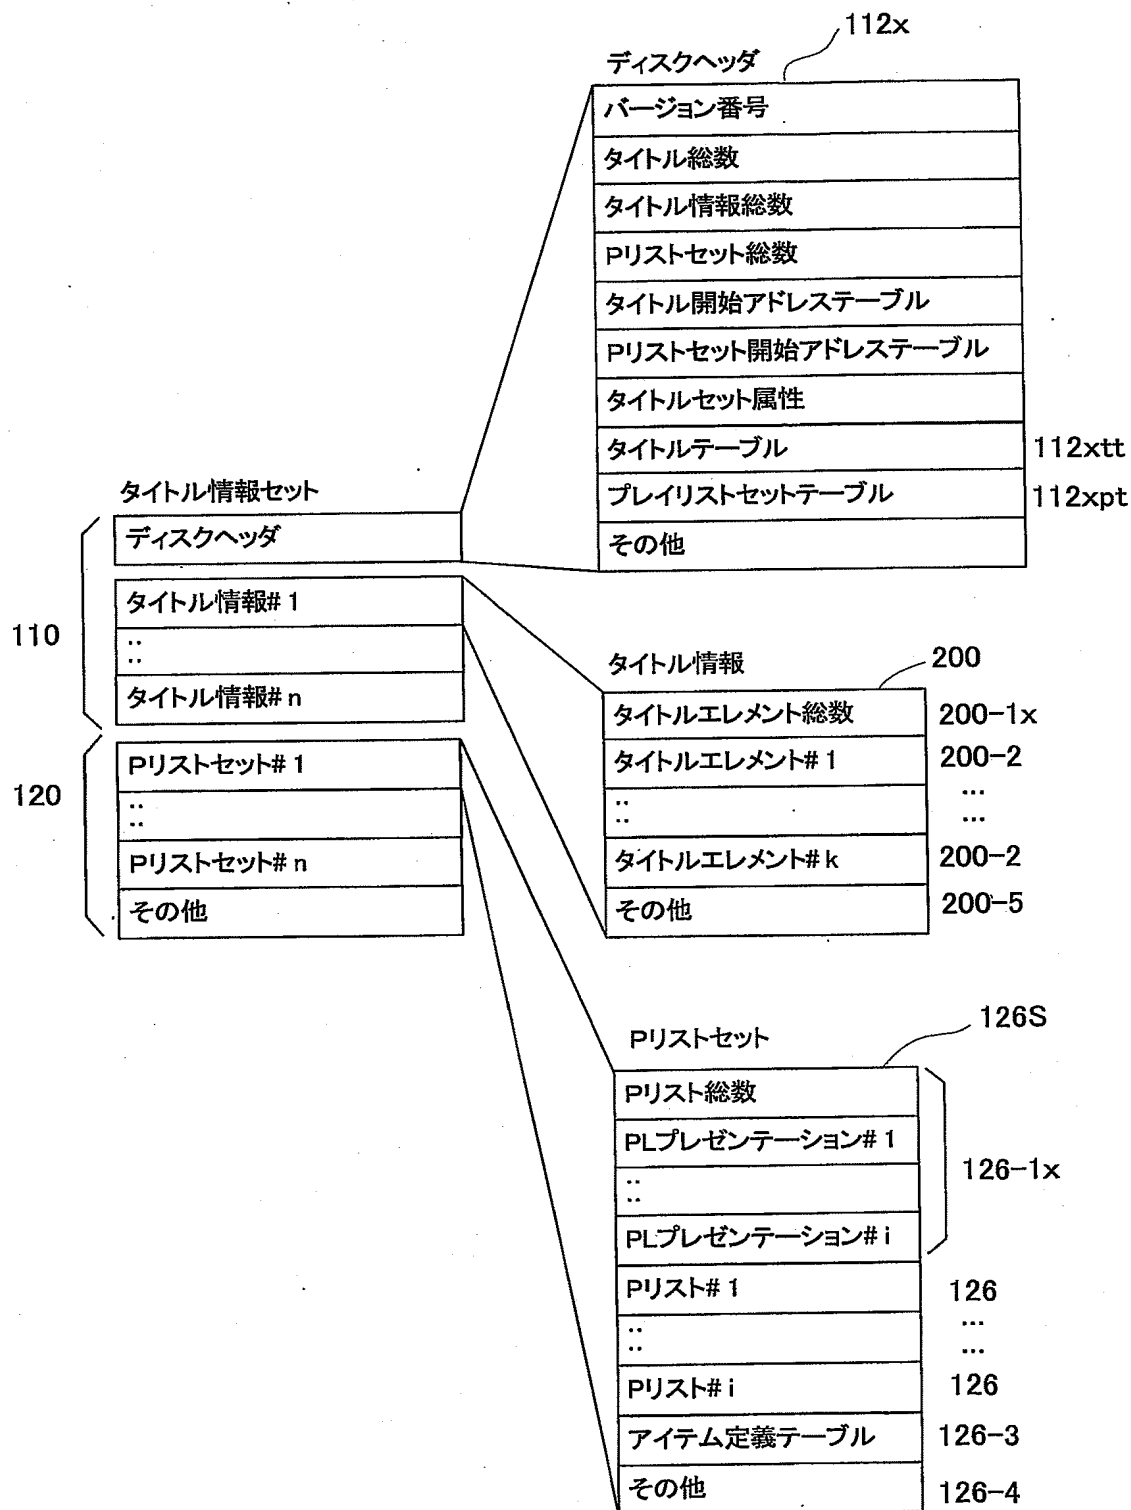 112x
ディスクヘッダ
バージョン番号
タイトル総数
タイトル情報総数
Pリストセット総数
タイトル開始アドレステーブル
Pリストセット開始アドレステーブル
タイトルセット属性
タイトルテーブル 112xtt
プレイリストセットテーブル 112xpt
その他
タイトル情報セット
ディスクヘッダ
タイトル情報#1
::
タイトル情報#n
110
Pリストセット#1
::
Pリストセット#n
その他
120
タイトル情報 200
タイトルエレメント総数 200-1x
タイトルエレメント#1 200-2
:: ... ...
タイトルエレメント#k 200-2
その他 200-5
Pリストセット 126S
Pリスト総数
PLプレゼンテーション#1
::
PLプレゼンテーション#i
126-1x
Pリスト#1 126
:: ... ...
Pリスト#i 126
アイテム定義テーブル 126-3
その他 126-4